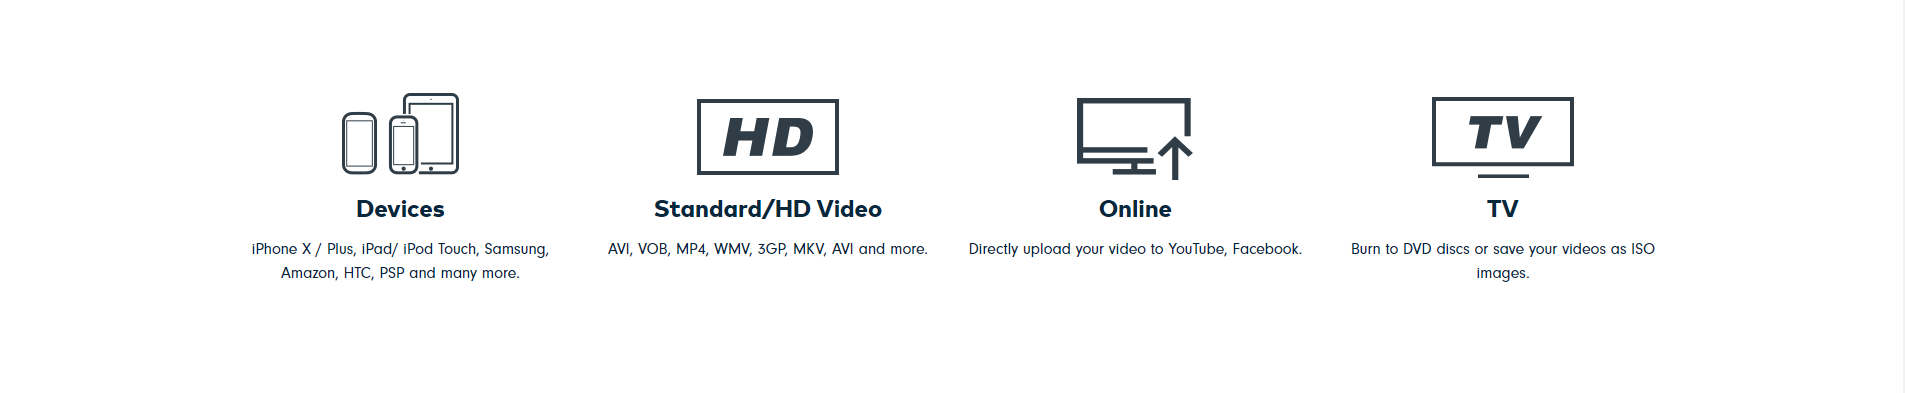 HD
TV
Devices
iPhone X / Plus, iPad/ iPod Touch, Samsung,
Amazon, HTC, PSP and many more.
Standard/HD Video
AVI, VOB, MP4, WMV, 3GP, MKV, AVI and more.
Online
Directly upload your video to YouTube, Facebook.
TV
Burn to DVD discs or save your videos as ISO
images.